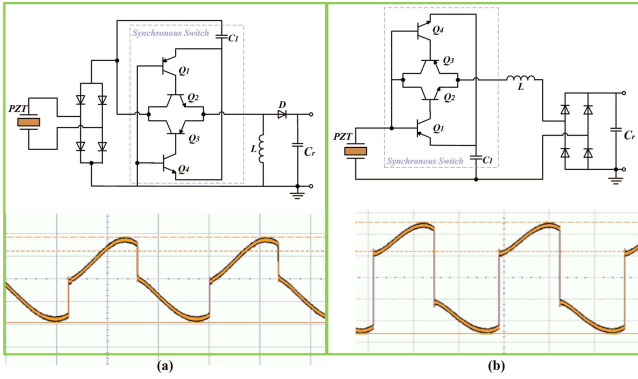 Synchronous Switch
C1
Q1
Q2
PZT
D
Q3
L
Cr
Q4
Q4
Q3
Q2
L
PZT
Q1
Cr
Synchronous Switch
C1
(a)
(b)